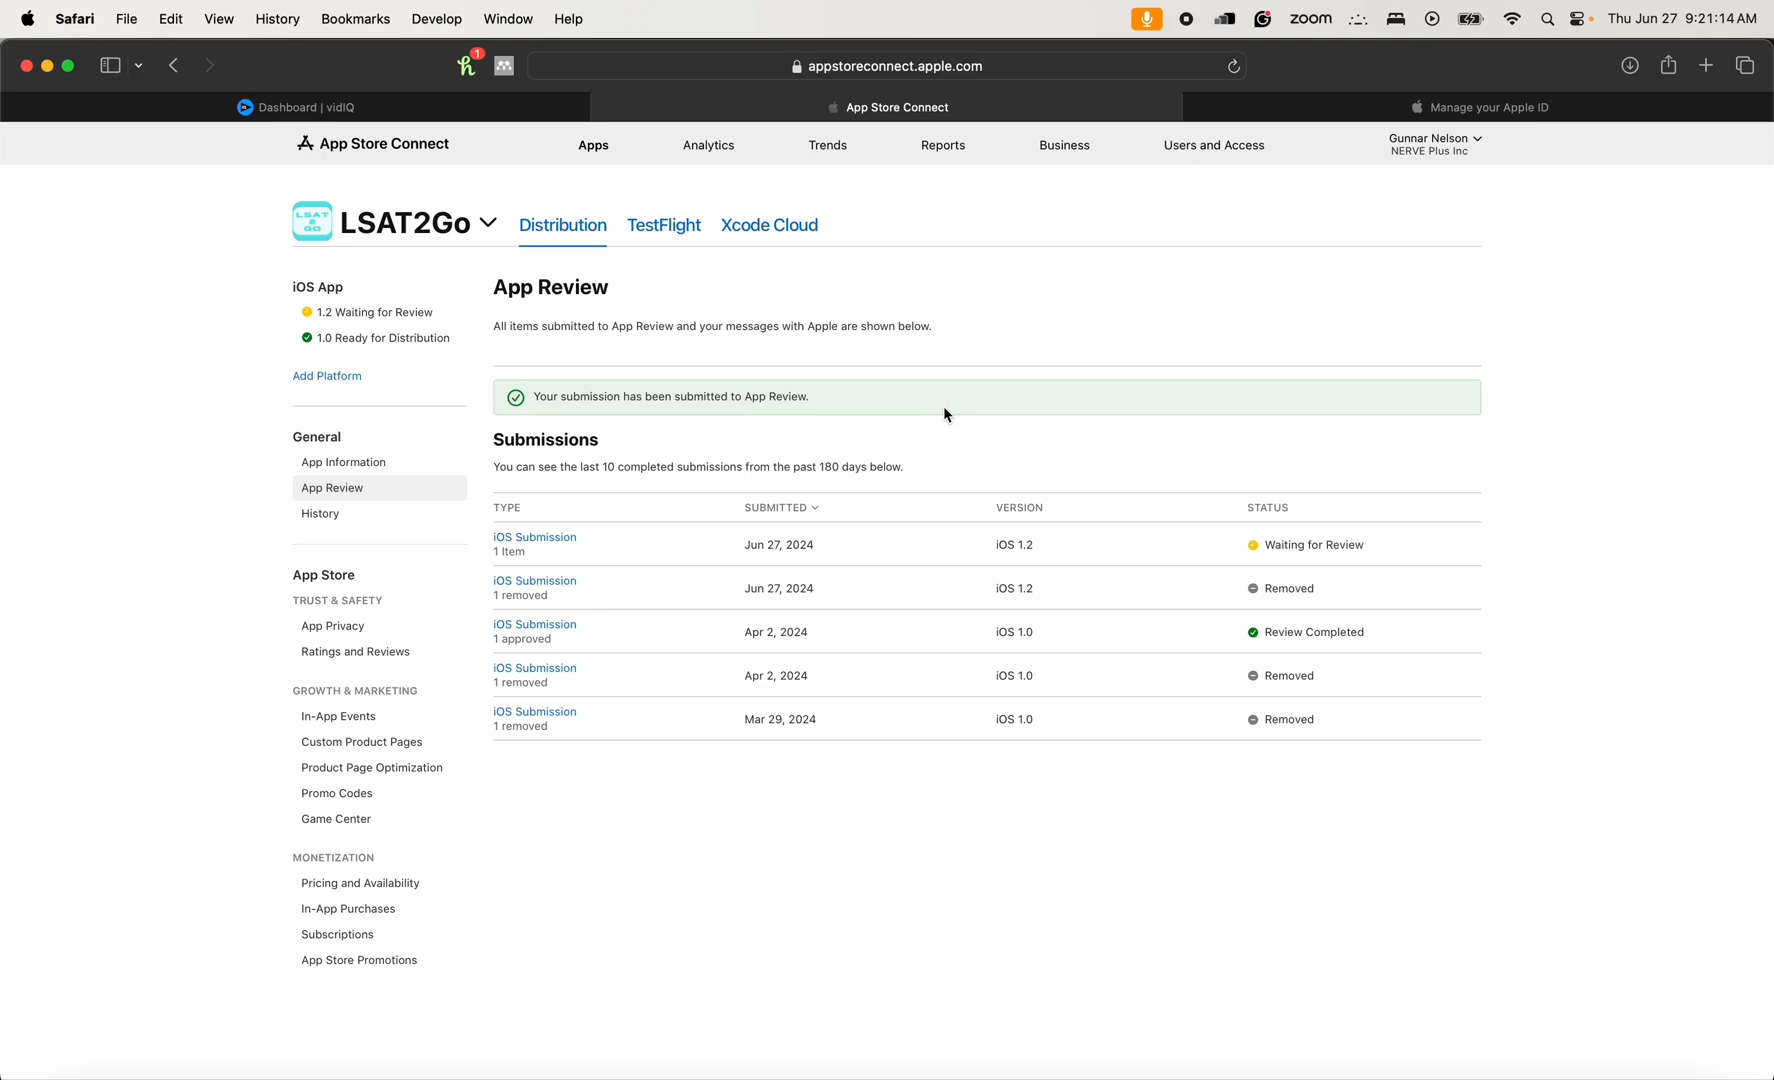 Safari File Edit View History Bookmarks Develop Window Help zoom Thu Jun 27 9:21:14 AM
1
appstoreconnect.apple.com
Dashboard | vidIQ App Store Connect Manage your Apple ID
App Store Connect Apps Analytics Trends Reports Business Users and Access Gunnar Nelson
NERVE Plus Inc
LSAT
2
GO
LSAT2Go Distribution TestFlight Xcode Cloud
iOS App
1.2 Waiting for Review
1.0 Ready for Distribution
Add Platform
General
App Information
App Review
History
App Store
TRUST & SAFETY
App Privacy
Ratings and Reviews
GROWTH & MARKETING
In-App Events
Custom Product Pages
Product Page Optimization
Promo Codes
Game Center
MONETIZATION
Pricing and Availability
In-App Purchases
Subscriptions
App Store Promotions
App Review
All items submitted to App Review and your messages with Apple are shown below.
Your submission has been submitted to App Review.
Submissions
You can see the last 10 completed submissions from the past 180 days below.
TYPE SUBMITTED VERSION STATUS
iOS Submission
1 Item Jun 27, 2024 iOS 1.2 Waiting for Review
iOS Submission
1 removed Jun 27, 2024 iOS 1.2 Removed
iOS Submission
1 approved Apr 2, 2024 iOS 1.0 Review Completed
iOS Submission
1 removed Apr 2, 2024 iOS 1.0 Removed
iOS Submission
1 removed Mar 29, 2024 iOS 1.0 Removed